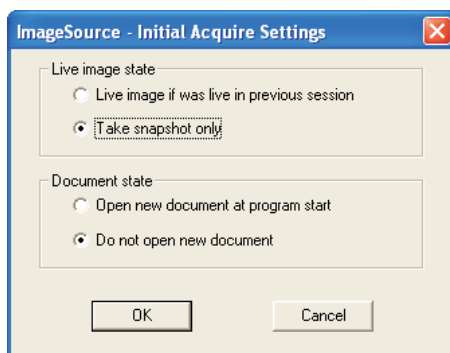 ImageSource - Initial Acquire Settings
Live image state
Live image if was live in previous session
Take snapshot only
Document state
Open new document at program start
Do not open new document
OK Cancel